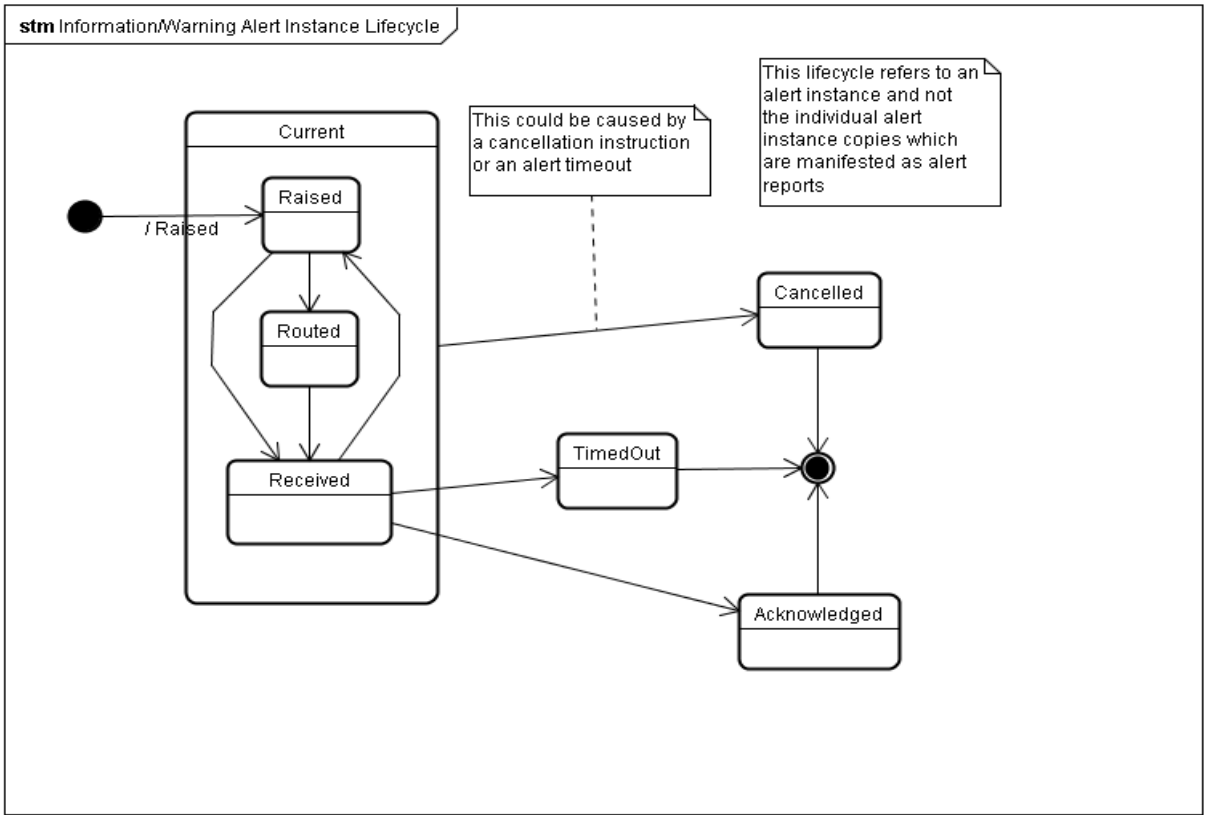 stm Information/Warning Alert Instance Lifecycle
This lifecycle refers to an
alert instance and not
the individual alert
instance copies which
are manifested as alert
reports
This could be caused by
a cancellation instruction
or an alert timeout
Current
Raised
/ Raised
Routed
Received
Cancelled
TimedOut
Acknowledged